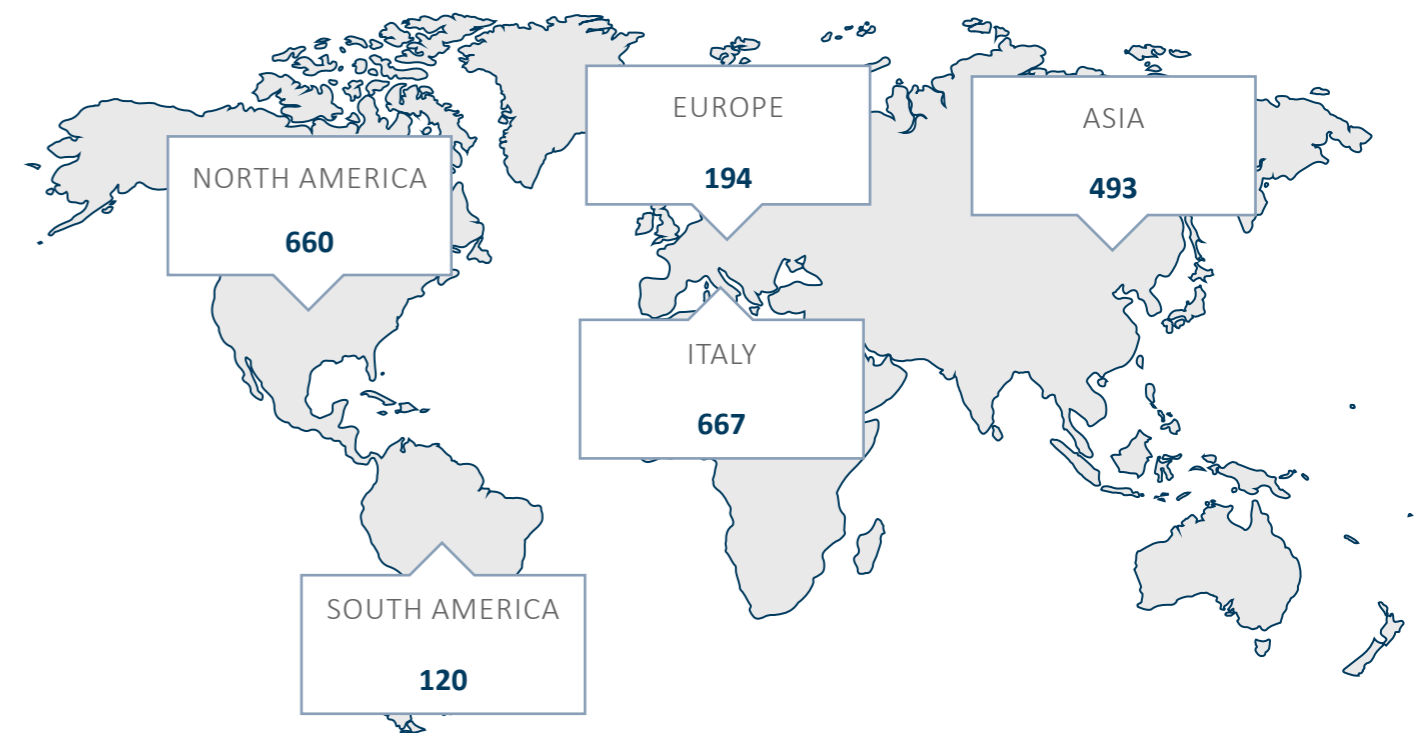 EUROPE
194
ASIA
493
NORTH AMERICA
660
ITALY
667
SOUTH AMERICA
120